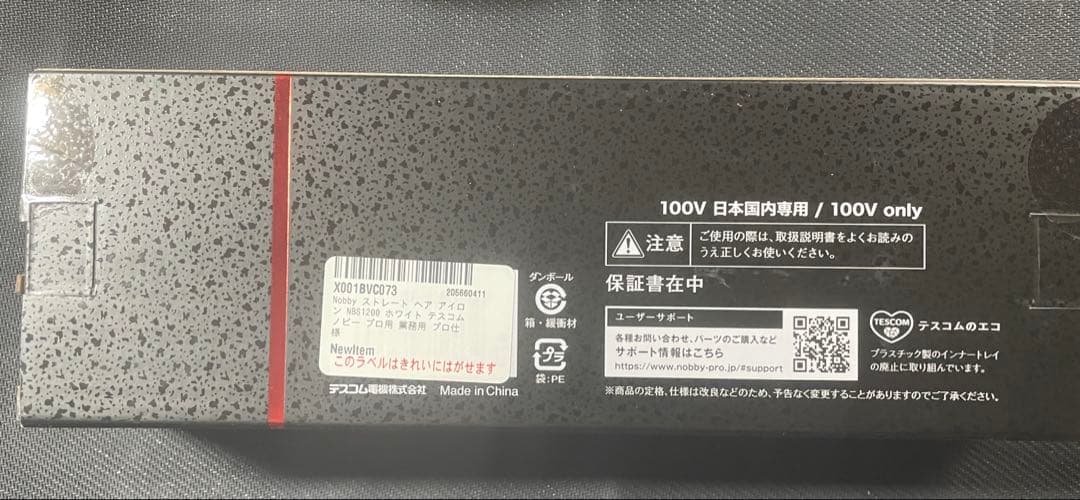 100V 日本国内専用 / 100V only
注意
ご使用の際は、取扱説明書をよくお読みの
うえ正しくお使いください。
保証書在中
X001BVC073
205660411
Nobby ストレート ヘア アイロ
ン NBS1200 ホワイト テスコム
ノビー プロ用 業務用 プロ仕
様
NewItem
このラベルはきれいにはがせます
テスコム電機株式会社 Made in China
ダンボール
箱・緩衝材
プラ
袋:PE
ユーザーサポート
各種お問い合わせ、パーツのご購入など
サポート情報はこちら
https://www.nobby-pro.jp/#support
TESCOM
テスコムのエコ
プラスチック製のインナートレイ
の廃止に取り組んでいます。
※商品の定格、仕様は改良などのため、予告なく変更することがありますのでご了承ください。